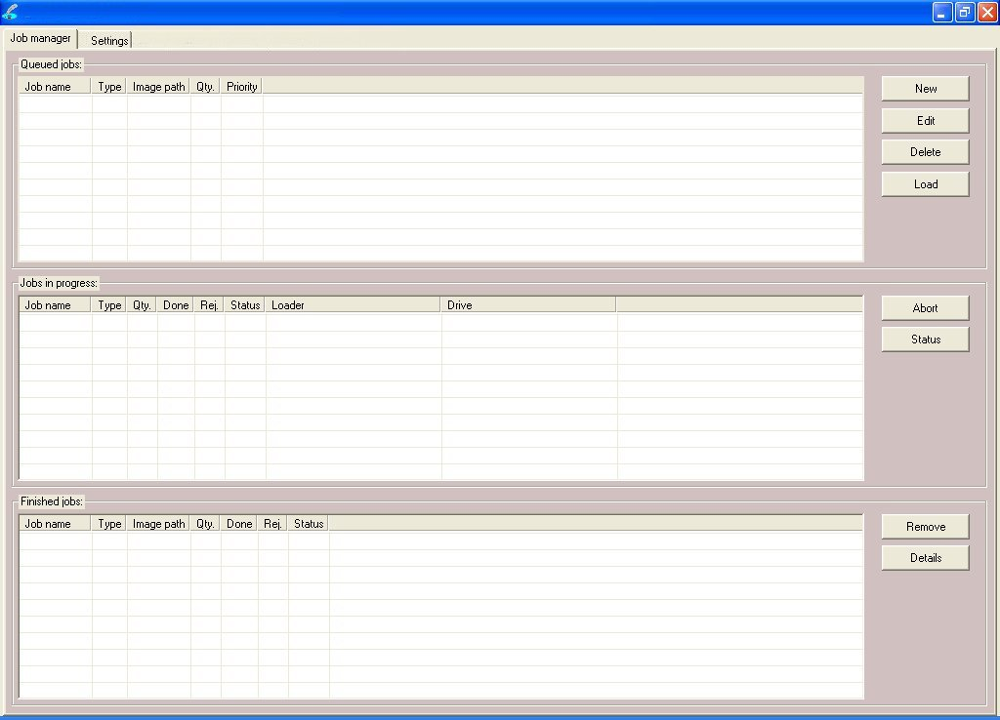 Job manager Settings
Queued jobs:
Job name Type Image path Qty. Priority
New
Edit
Delete
Load
Jobs in progress:
Job name Type Qty. Done Rej. Status Loader Drive
Abort
Status
Finished jobs:
Job name Type Image path Qty. Done Rej. Status
Remove
Details